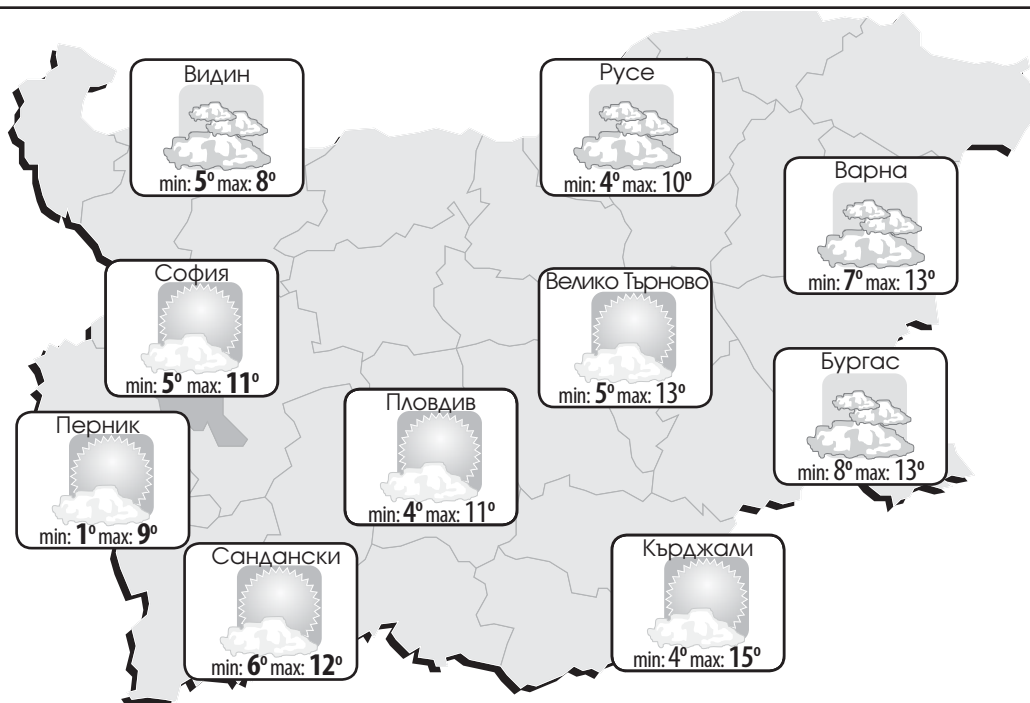 Видин
min: 5° max: 8°
Русе
min: 4° max: 10°
Варна
min: 7° max: 13°
София
min: 5° max: 11°
Велико Търново
min: 5° max: 13°
Бургас
min: 8° max: 13°
Пловдив
min: 4° max: 11°
Перник
min: 1° max: 9°
Сандански
min: 6° max: 12°
Кърджали
min: 4° max: 15°